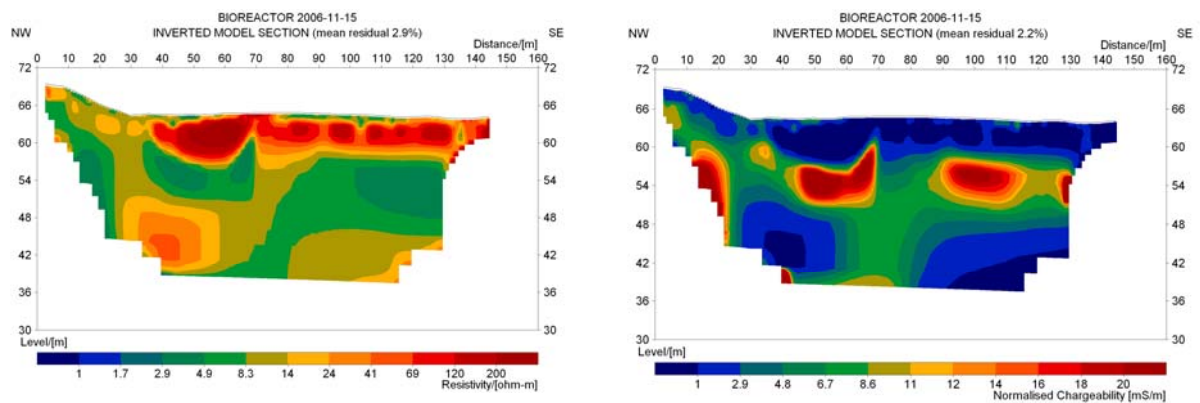 BIOREACTOR 2006-11-15
NW INVERTED MODEL SECTION (mean residual 2.9%) SE
Distance/[m]
0 10 20 30 40 50 60 70 80 90 100 110 120 130 140 150 160
72 72
66 66
60 60
54 54
48 48
42 42
36 36
30 30
Level/[m]
1 1.7 2.9 4.9 8.3 14 24 41 69 120 200
Resistivity/[ohm-m]
BIOREACTOR 2006-11-15
NW INVERTED MODEL SECTION (mean residual 2.2%) SE
Distance/[m]
0 10 20 30 40 50 60 70 80 90 100 110 120 130 140 150 160
72 72
66 66
60 60
54 54
48 48
42 42
36 36
30 30
Level/[m]
1 2.9 4.8 6.7 8.6 11 12 14 16 18 20
Normalised Chargeability [mS/m]